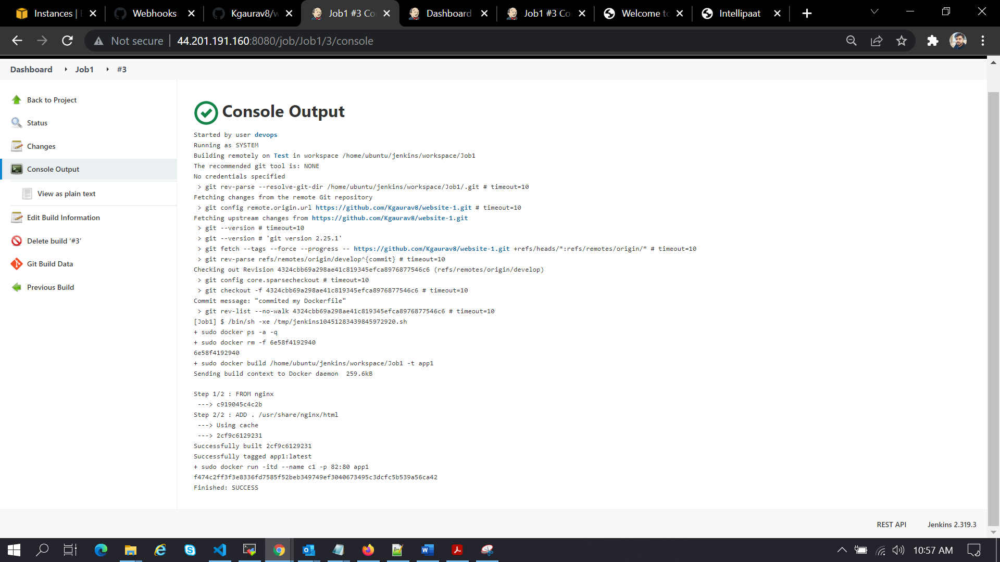 Instances | E
Webhooks
Kgaurav8/w
Job1 #3 Co
Dashboard
Job1 #3 Co
Welcome to
Intellipaat
Not secure
44.201.191.160:8080/job/Job1/3/console
Dashboard Job1 #3
Back to Project
Status
Changes
Console Output
View as plain text
Edit Build Information
Delete build ‘#3’
Git Build Data
Previous Build
Console Output
Started by user devops
Running as SYSTEM
Building remotely on Test in workspace /home/ubuntu/jenkins/workspace/Job1
The recommended git tool is: NONE
No credentials specified
> git rev-parse --resolve-git-dir /home/ubuntu/jenkins/workspace/Job1/.git # timeout=10
Fetching changes from the remote Git repository
> git config remote.origin.url https://github.com/Kgaurav8/website-1.git # timeout=10
Fetching upstream changes from https://github.com/Kgaurav8/website-1.git
> git --version # timeout=10
> git --version # 'git version 2.25.1'
> git fetch --tags --force --progress -- https://github.com/Kgaurav8/website-1.git +refs/heads/*:refs/remotes/origin/* # timeout=10
> git rev-parse refs/remotes/origin/develop^{commit} # timeout=10
Checking out Revision 4324cbb69a298ae41c819345efca8976877546c6 (refs/remotes/origin/develop)
> git config core.sparsecheckout # timeout=10
> git checkout -f 4324cbb69a298ae41c819345efca8976877546c6 # timeout=10
Commit message: "commited my Dockerfile"
> git rev-list --no-walk 4324cbb69a298ae41c819345efca8976877546c6 # timeout=10
[Job1] $ /bin/sh -xe /tmp/jenkins10451283439845972920.sh
+ sudo docker ps -a -q
+ sudo docker rm -f 6e58f4192940
6e58f4192940
+ sudo docker build /home/ubuntu/jenkins/workspace/Job1 -t app1
Sending build context to Docker daemon 259.6kB
Step 1/2 : FROM nginx
---> c919045c4c2b
Step 2/2 : ADD . /usr/share/nginx/html
---> Using cache
---> 2cf9c6129231
Successfully built 2cf9c6129231
Successfully tagged app1:latest
+ sudo docker run -itd --name c1 -p 82:80 app1
f474c2ff3f3e8336fd7585f52beb349749ef3040673495c3dcfc5b539a56ca42
Finished: SUCCESS
REST API
Jenkins 2.319.3
10:57 AM